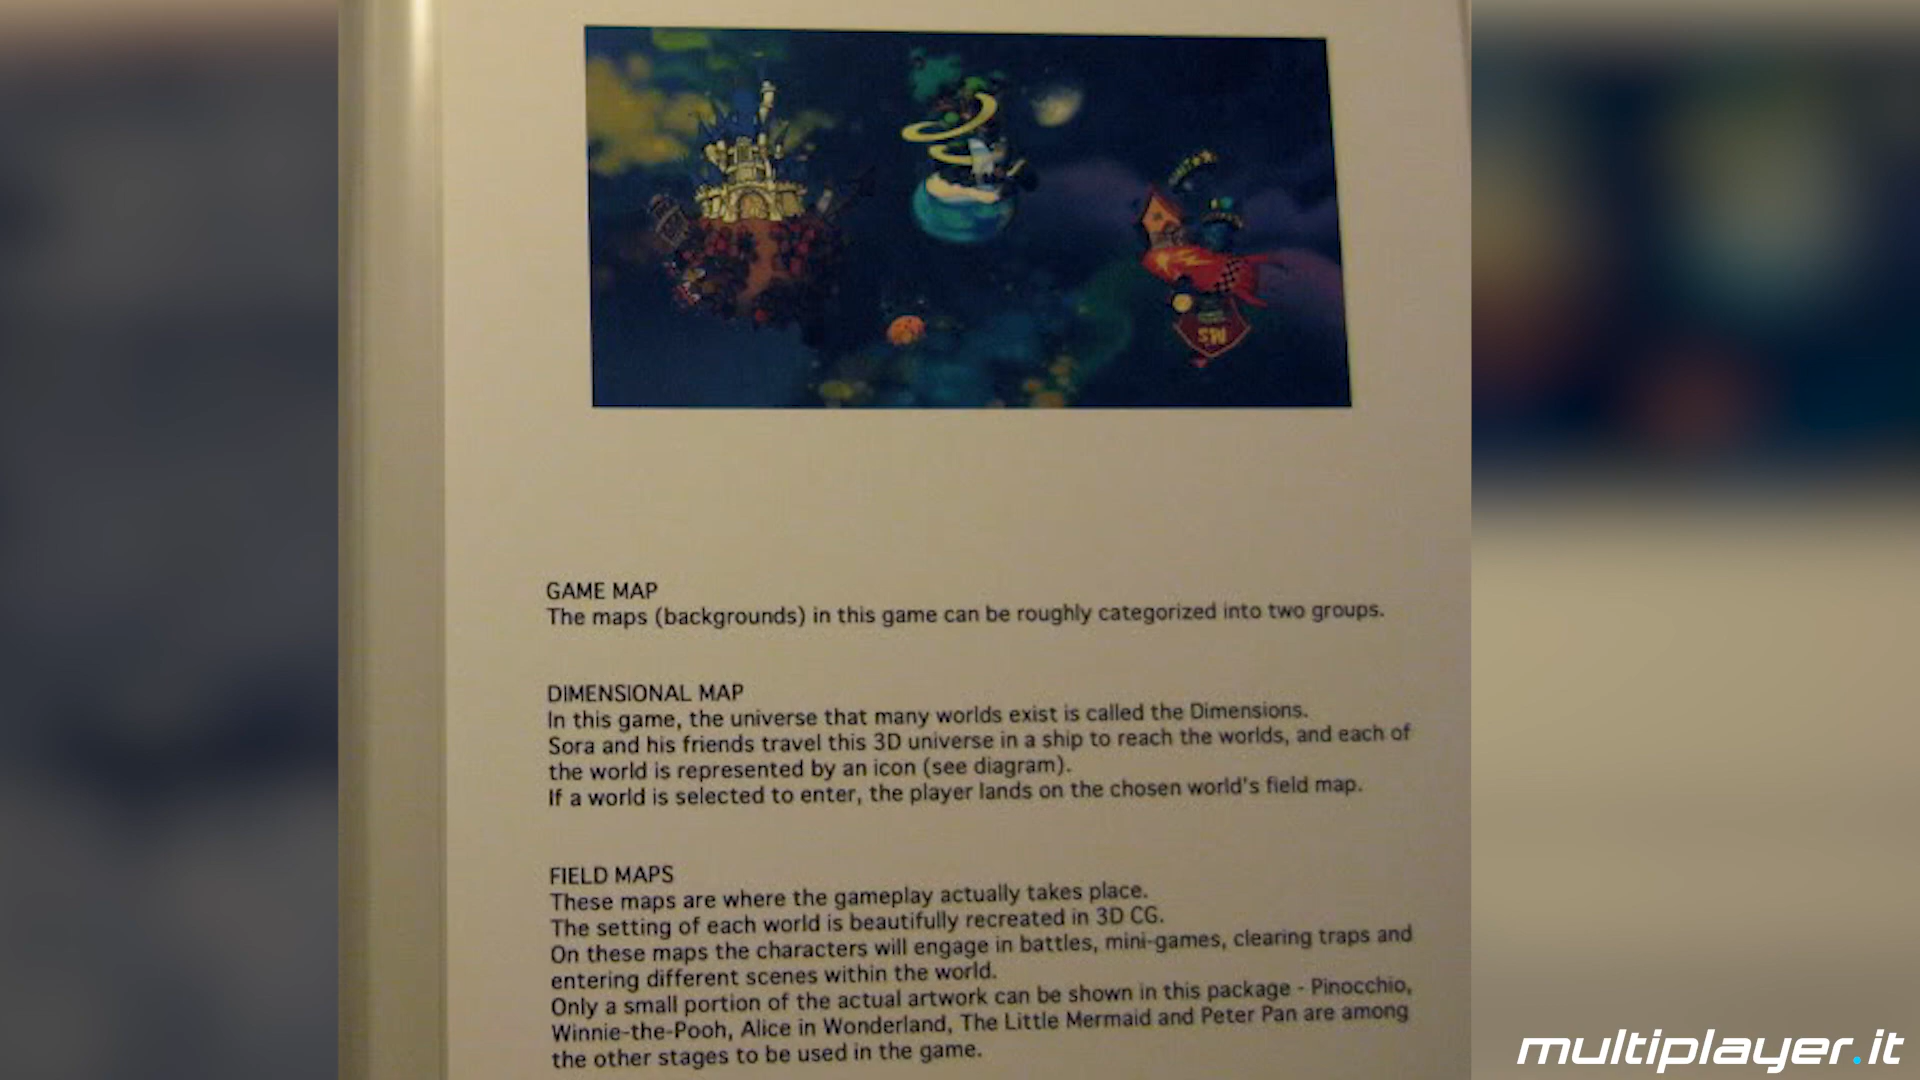 SW
GAME MAP
The maps (backgrounds) in this game can be roughly categorized into two groups.
DIMENSIONAL MAP
In this game, the universe that many worlds exist is called the Dimensions.
Sora and his friends travel this 3D universe in a ship to reach the worlds, and each of
the world is represented by an icon (see diagram).
If a world is selected to enter, the player lands on the chosen world's field map.
FIELD MAPS
These maps are where the gameplay actually takes place.
The setting of each world is beautifully recreated in 3D CG.
On these maps the characters will engage in battles, mini-games, clearing traps and
entering different scenes within the world.
Only a small portion of the actual artwork can be shown in this package - Pinocchio,
Winnie-the-Pooh, Alice in Wonderland, The Little Mermaid and Peter Pan are among
the other stages to be used in the game.
multiplayer.it